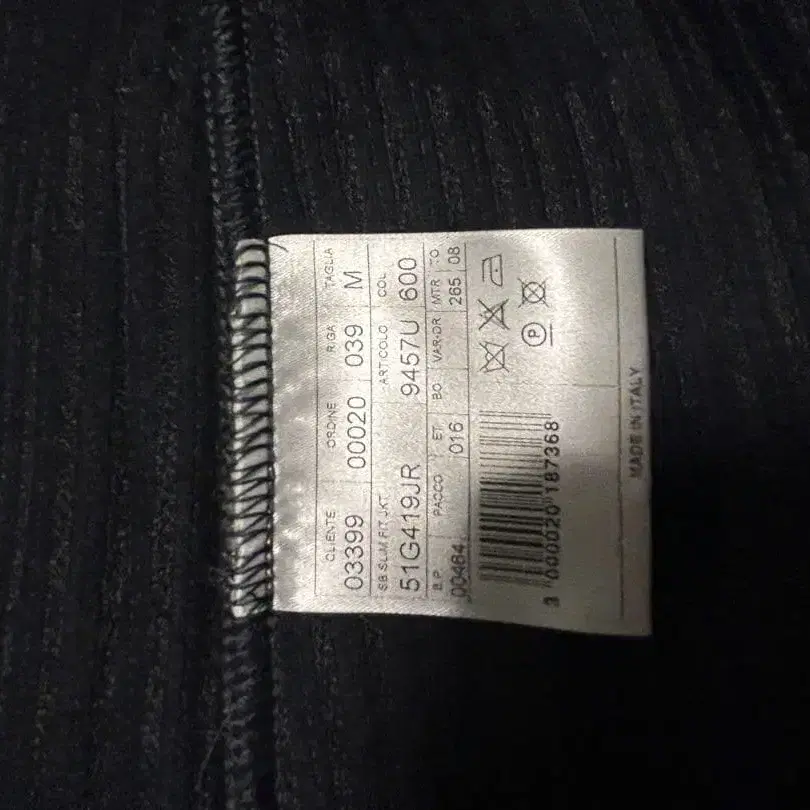 CLIENTE ORDINE RIGA TAGLIA
03399 00020 039 M
SB SLIM FIT JKT ARTICOLO COL
51G419JR 9457U 600
B.P PACCO ET BO VAR-DR MTR TO
00464 016 265 08
P
3 000020 187368
MADE IN ITALY